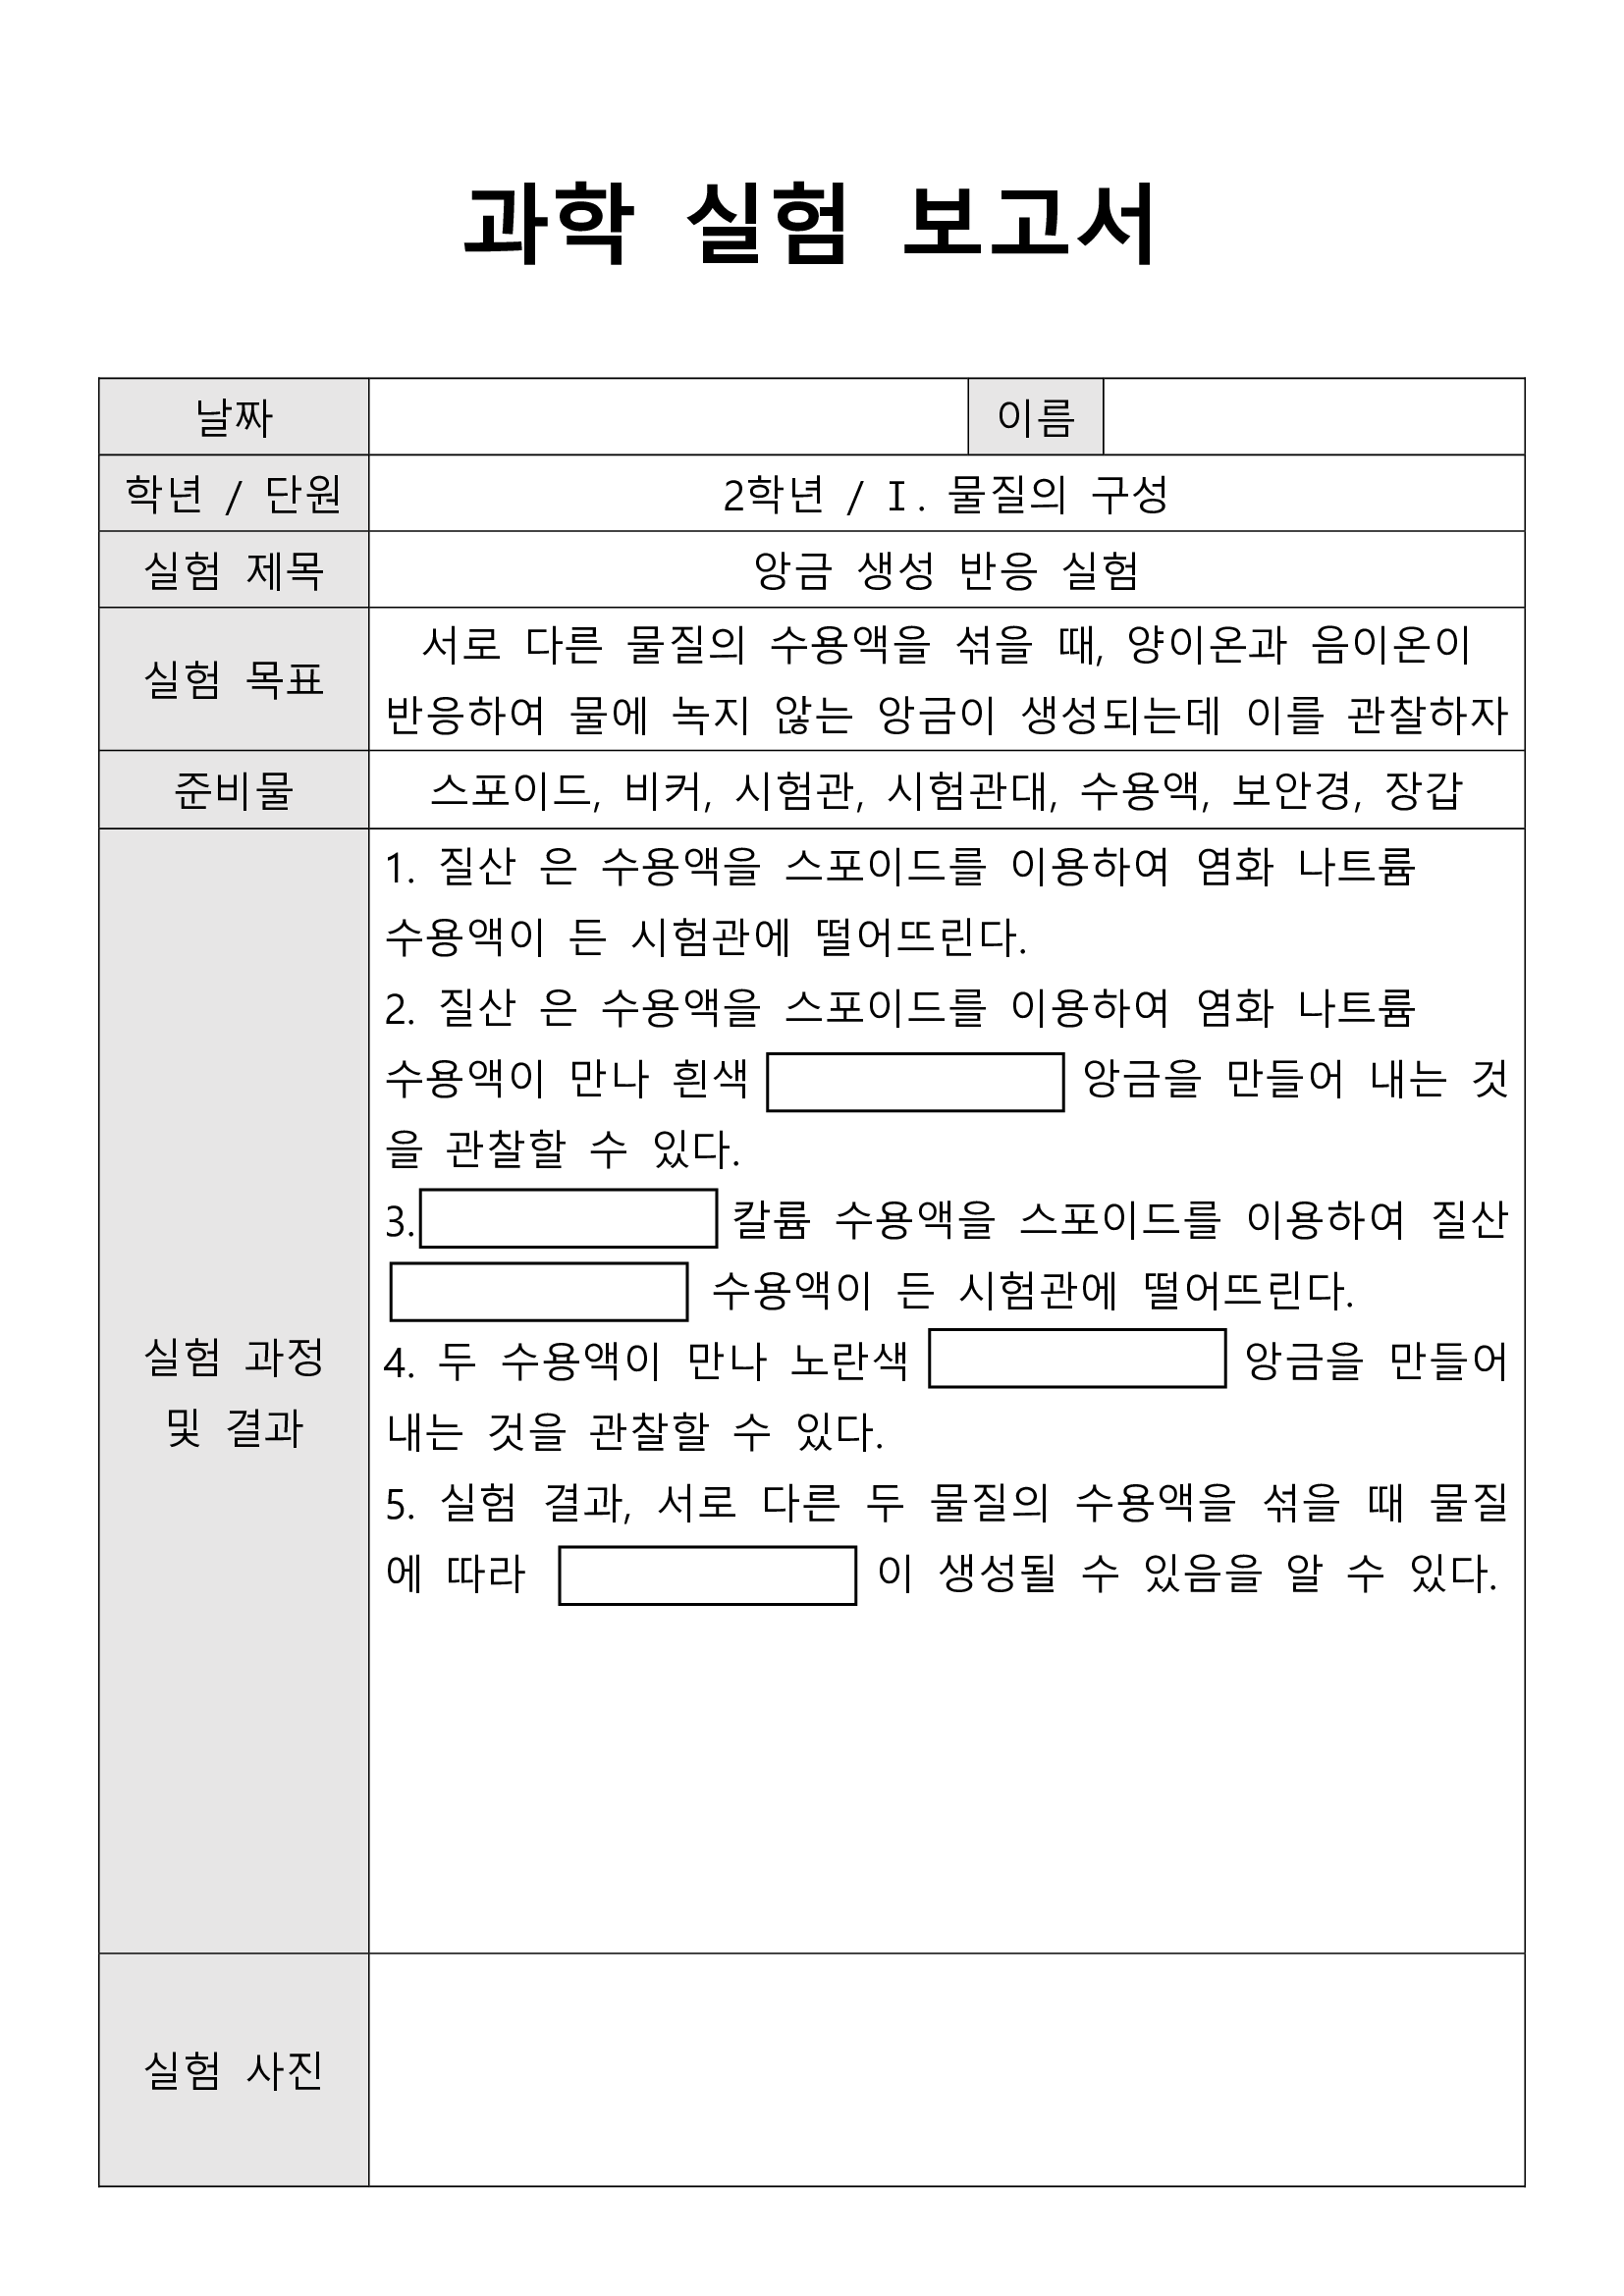 과학 실험 보고서
날짜
이름
학년 / 단원
2학년 / Ⅰ. 물질의 구성
실험 제목
앙금 생성 반응 실험
실험 목표
서로 다른 물질의 수용액을 섞을 때, 양이온과 음이온이
반응하여 물에 녹지 않는 앙금이 생성되는데 이를 관찰하자
준비물
스포이드, 비커, 시험관, 시험관대, 수용액, 보안경, 장갑
실험 과정
및 결과
1. 질산 은 수용액을 스포이드를 이용하여 염화 나트륨
수용액이 든 시험관에 떨어뜨린다.
2. 질산 은 수용액을 스포이드를 이용하여 염화 나트륨
수용액이 만나 흰색 앙금을 만들어 내는 것
을 관찰할 수 있다.
3. 칼륨 수용액을 스포이드를 이용하여 질산
수용액이 든 시험관에 떨어뜨린다.
4. 두 수용액이 만나 노란색 앙금을 만들어
내는 것을 관찰할 수 있다.
5. 실험 결과, 서로 다른 두 물질의 수용액을 섞을 때 물질
에 따라 이 생성될 수 있음을 알 수 있다.
실험 사진